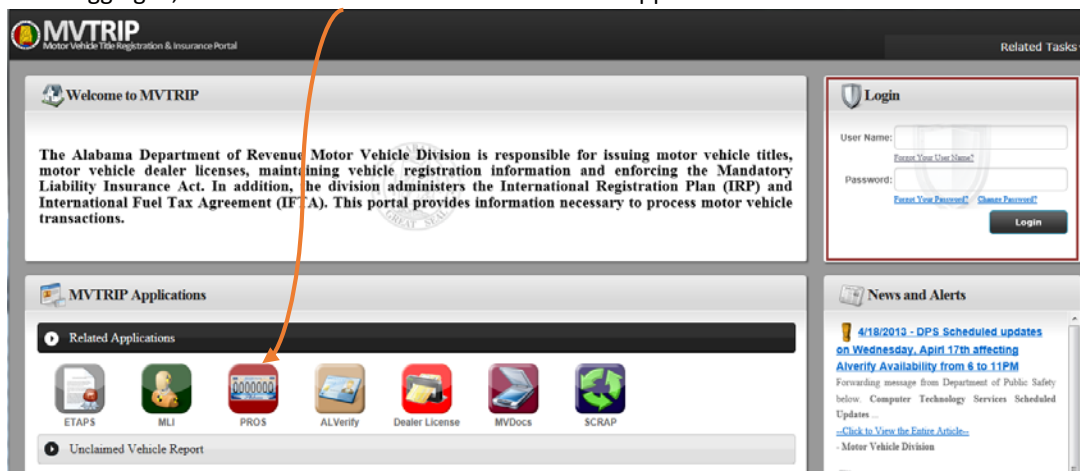 MVTRIP
Motor Vehicle Title Registration & Insurance Portal
Related Tasks
Welcome to MVTRIP
The Alabama Department of Revenue Motor Vehicle Division is responsible for issuing motor vehicle titles,
motor vehicle dealer licenses, maintaining vehicle registration information and enforcing the Mandatory
Liability Insurance Act. In addition, the division administers the International Registration Plan (IRP) and
International Fuel Tax Agreement (IFTA). This portal provides information necessary to process motor vehicle
transactions.
GREAT SEAL
Login
User Name:
Forgot Your User Name?
Password:
Forgot Your Password? Change Password?
Login
MVTRIP Applications
Related Applications
0000000
ETAPS MLI PROS ALVerify Dealer License MVDocs SCRAP
Unclaimed Vehicle Report
News and Alerts
4/18/2013 - DPS Scheduled updates
on Wednesday, Apirl 17th affecting
Alverify Availability from 6 to 11PM
Forwarding message from Department of Public Safety
below. Computer Technology Services Scheduled
Updates ...
--Click to View the Entire Article--
- Motor Vehicle Division